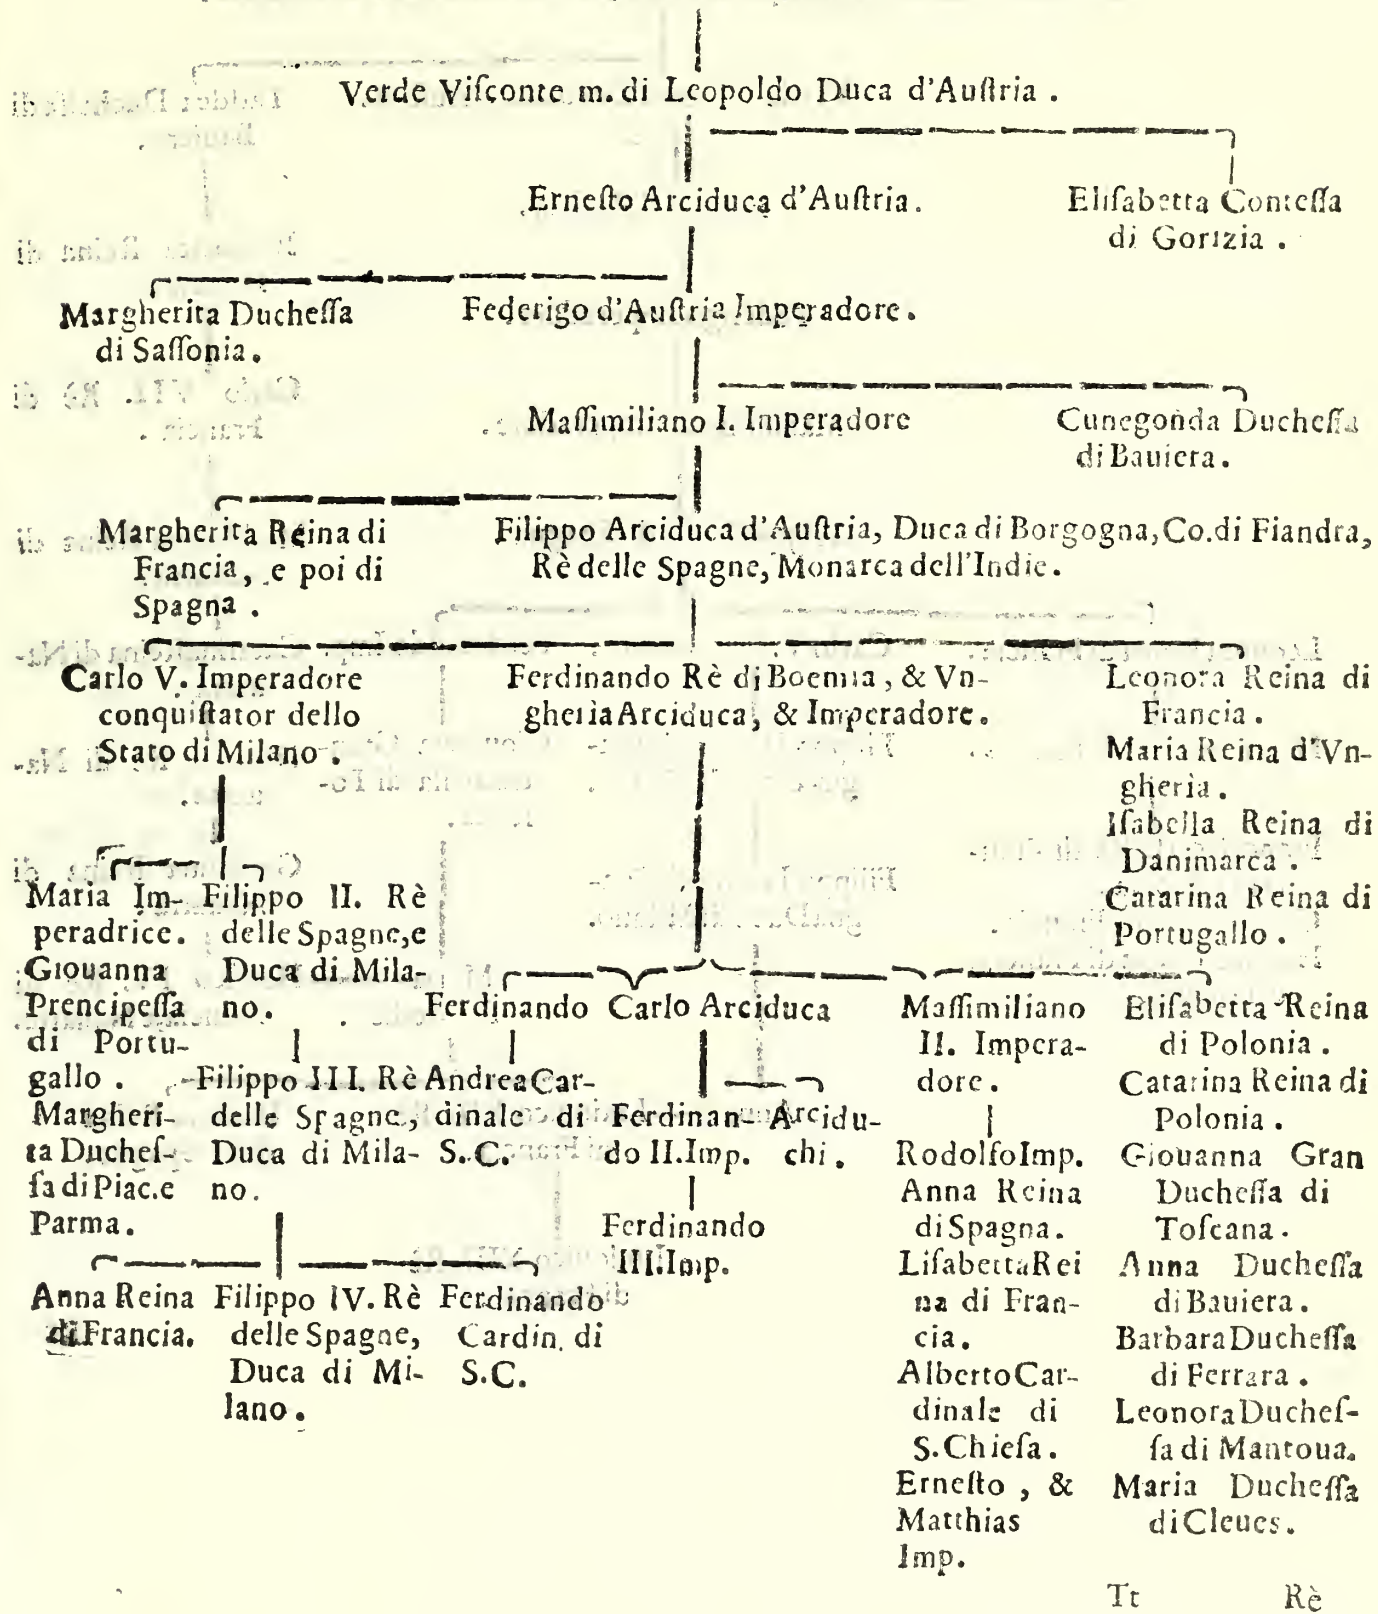 Verde Viſconte m. di Leopoldo Duca d'Auſtria .
Erneſto Arciduca d'Auſtria.
Eliſabetta Conteſſa
di Gorizia .
Margherita Ducheſſa
di Saſſonia.
Federigo d'Auſtria Imperadore.
Maſſimiliano I. Imperadore
Cunegonda Ducheſſa
di Bauiera.
Margherita Reina di
Francia, e poi di
Spagna .
Filippo Arciduca d'Auſtria, Duca di Borgogna, Co.di Fiandra,
Rè delle Spagne, Monarca dell'Indie.
Carlo V. Imperadore
conquiſtator dello
Stato di Milano .
Ferdinando Rè di Boemia , & Vn-
gheria Arciduca, & Imperadore.
Leonora Reina di
Francia.
Maria Reina d'Vn-
gheria.
Iſabella Reina di
Danimarca .
Catarina Reina di
Portugallo .
Maria Im-
peradrice.
Giouanna
Prencipeſſa
di Portu-
gallo .
Margheri-
ta Ducheſ-
ſa di Piac.e
Parma.
Filippo II. Rè
delle Spagne,e
Duca di Mila-
no.
Filippo III. Rè
delle Spagne,
Duca di Mila-
no.
Anna Reina
di Francia.
Filippo IV. Rè
delle Spagne,
Duca di Mi-
lano.
Ferdinando
Cardin. di
S.C.
Ferdinando
Andrea Car-
dinale di
S.C.
Carlo Arciduca
Ferdinan-
do II.Imp.
Arcidu-
chi.
Ferdinando
III.Imp.
Maſſimiliano
II. Impera-
dore.
Rodolfo Imp.
Anna Reina
di Spagna.
Liſabetta Rei
na di Fran-
cia.
Alberto Car-
dinale di
S.Chieſa.
Erneſto , &
Matthias
Imp.
Eliſabetta Reina
di Polonia .
Catarina Reina di
Polonia .
Giouanna Gran
Ducheſſa di
Toſcana.
Anna Ducheſſa
di Bauiera.
Barbara Ducheſſa
di Ferrara .
Leonora Ducheſ-
ſa di Mantoua.
Maria Ducheſſa
di Cleues.
Tt Rè